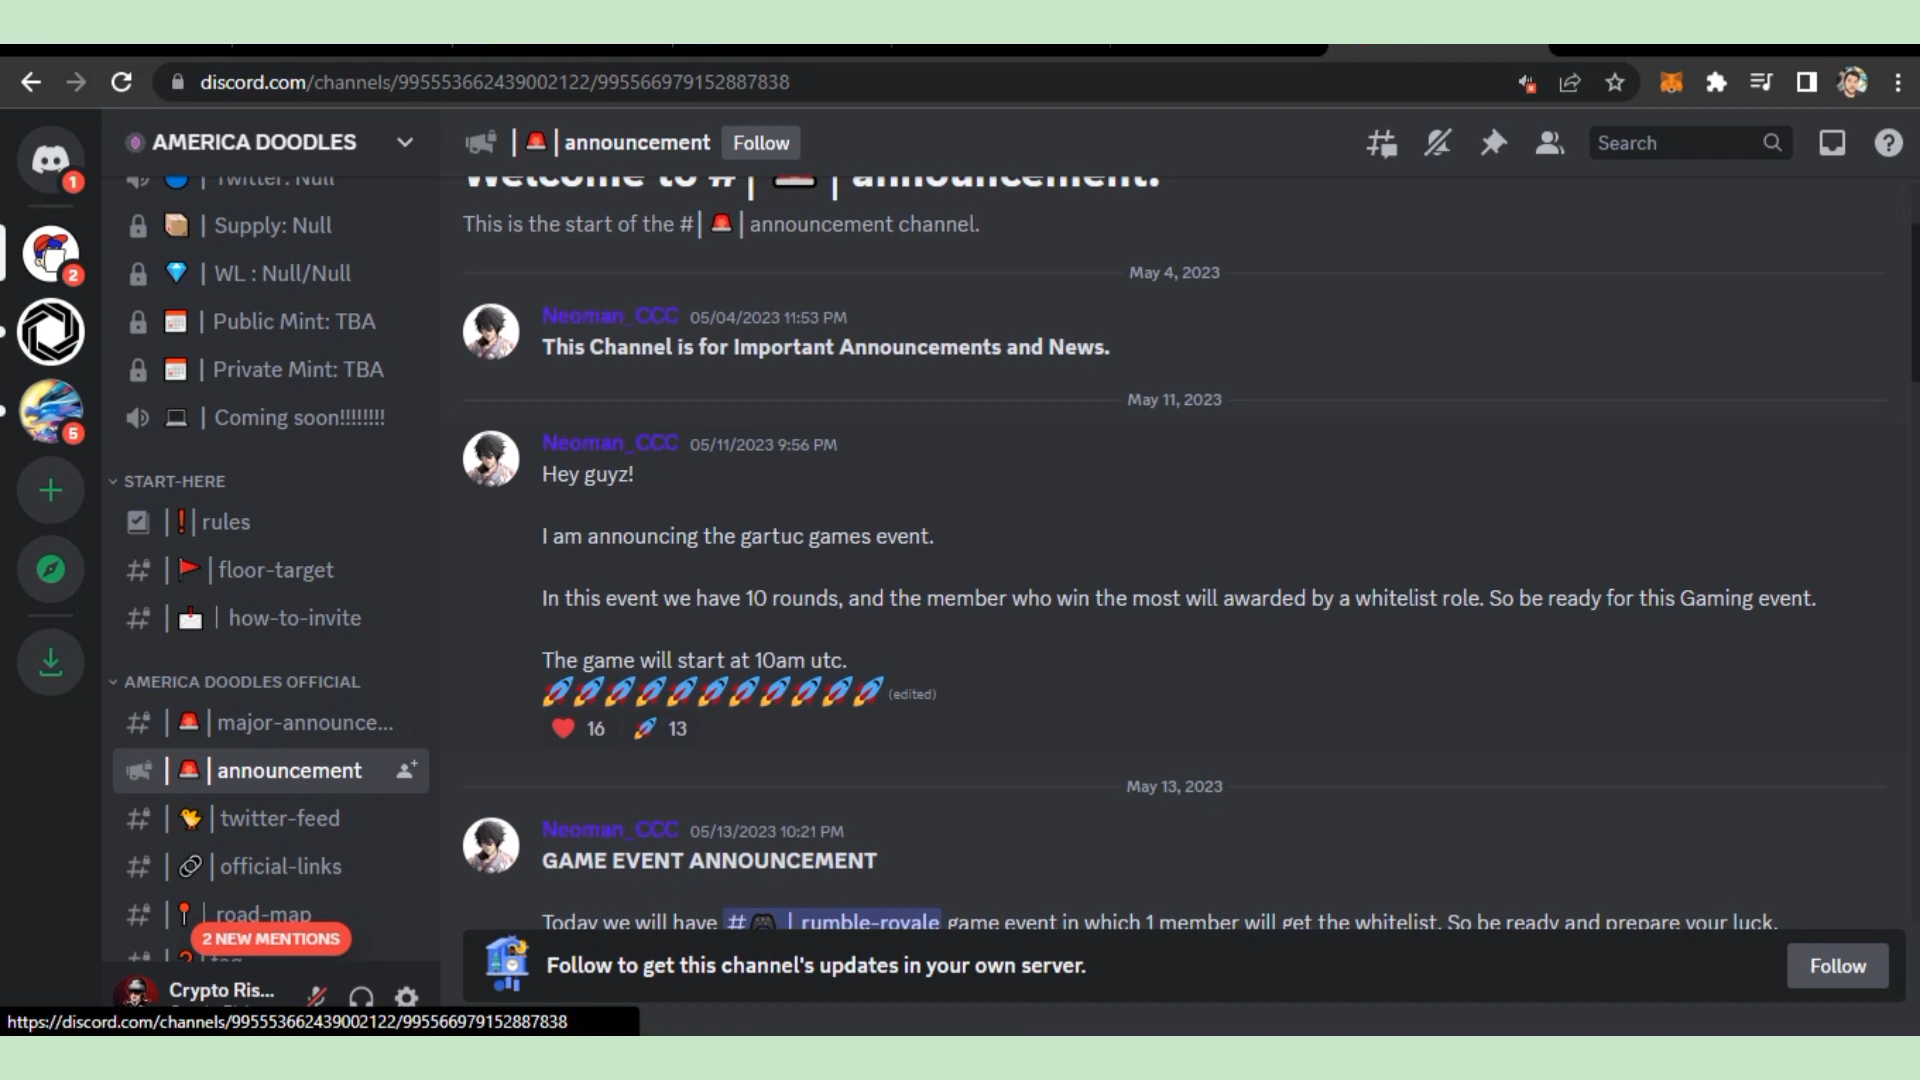 discord.com/channels/995553662439002122/995566979152887838
1
2
5
AMERICA DOODLES
| Twitter: Null
| Supply: Null
| WL : Null/Null
| Public Mint: TBA
| Private Mint: TBA
| Coming soon!!!!!!!!
START-HERE
|❗| rules
|🚩| floor-target
|📩| how-to-invite
AMERICA DOODLES OFFICIAL
|🚨| major-announce...
|🚨| announcement
|🐤| twitter-feed
|🔗| official-links
|📍| road-map
2 NEW MENTIONS
Crypto Ris...
https://discord.com/channels/995553662439002122/995566979152887838
|🚨| announcement
Follow
Search
Welcome to #|🚨| announcement!
This is the start of the #|🚨| announcement channel.
May 4, 2023
Neoman_CCC 05/04/2023 11:53 PM
This Channel is for Important Announcements and News.
May 11, 2023
Neoman_CCC 05/11/2023 9:56 PM
Hey guyz!
I am announcing the gartuc games event.
In this event we have 10 rounds, and the member who win the most will awarded by a whitelist role. So be ready for this Gaming event.
The game will start at 10am utc.
🚀🚀🚀🚀🚀🚀🚀🚀🚀🚀🚀 (edited)
❤️ 16 🚀 13
May 13, 2023
Neoman_CCC 05/13/2023 10:21 PM
GAME EVENT ANNOUNCEMENT
Today we will have #🎮 | rumble-royale game event in which 1 member will get the whitelist. So be ready and prepare your luck.
Follow to get this channel's updates in your own server.
Follow